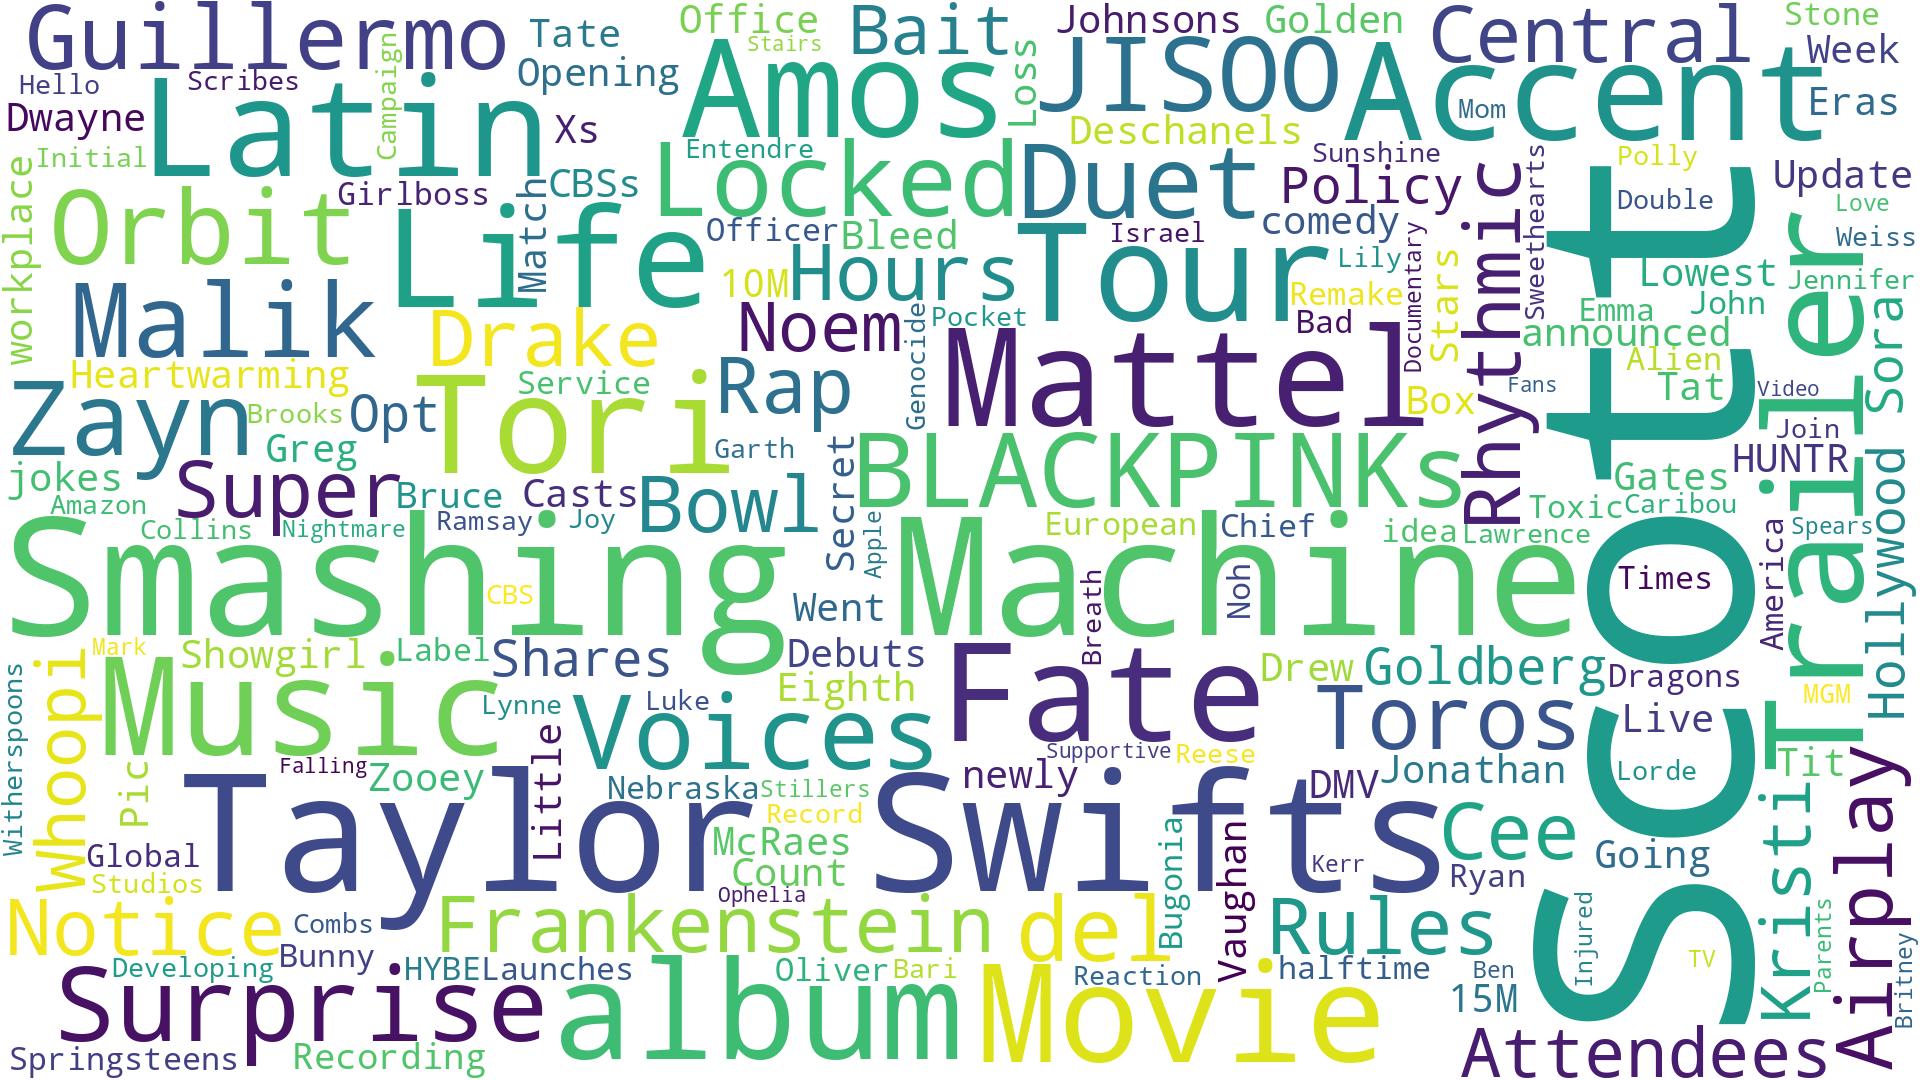 Guillermo
Tate
Office
Stairs
Bait
Johnsons
Golden
Central
Stone
Week
Hello
Scribes
Campaign
Opening
Amos
Loss
JISOO
Accent
Mom
Eras
Dwayne
Latin
Xs
Deschanels
Initial
Entendre
Locked
Duet
Sunshine
Policy
Rhythmic
Sweethearts
Polly
Update
workplace
Orbit
Girlboss
Match
CBSs
Life
Officer
Bleed
Tour
Israel
comedy
Double
Love
Weiss
Malik
10M
Hours
Lily
Documentary
Stars
Lowest
Jennifer
Drake
Noem
Genocide
Pocket
Remake
Bad
Emma
John
announced
Sora
Heartwarming
Service
Rap
Mattel
Alien
Zayn
Brooks
Opt
Tori
Box
Fans
Tat
Video
Trailer
Greg
Garth
BLACKPINKs
Join
HUNTR
Hollywood
jokes
Super
Bruce
Casts
Bowl
Secret
Gates
Amazon
Collins
Nightmare
Ramsay
Joy
Apple
European
Chief
idea
Lawrence
Toxic
Caribou
Spears
Smashing
CBS
Went
Machine
Breath
Noh
Scott
Times
America
Witherspoons
Mark
Whoopi
Showgirl
Label
Shares
Debuts
Fate
Drew
Goldberg
Dragons
MGM
Music
Lynne
Luke
Eighth
Toros
Live
Pic
Falling
Zooey
Little
Voices
Supportive
Reese
newly
DMV
Jonathan
Lorde
Tit
Airplay
Nebraska
Stillers
Record
Taylor
Swifts
Global
Studios
McRaes
Count
Bugonia
Vaughan
Kerr
Cee
Ryan
Going
Kristi
Ophelia
Notice
Combs
Bunny
Frankenstein
del
Rules
Injured
TV
Parents
Britney
Developing
HYBE
Launches
Oliver
Bari
Reaction
halftime
Ben
15M
Surprise
album
Movie
Attendees
Springsteens
Recording